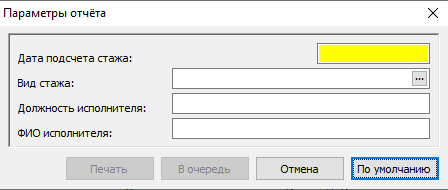 Параметры отчёта
Дата подсчета стажа:
Вид стажа:
...
Должность исполнителя:
ФИО исполнителя:
Печать В очередь Отмена По умолчанию